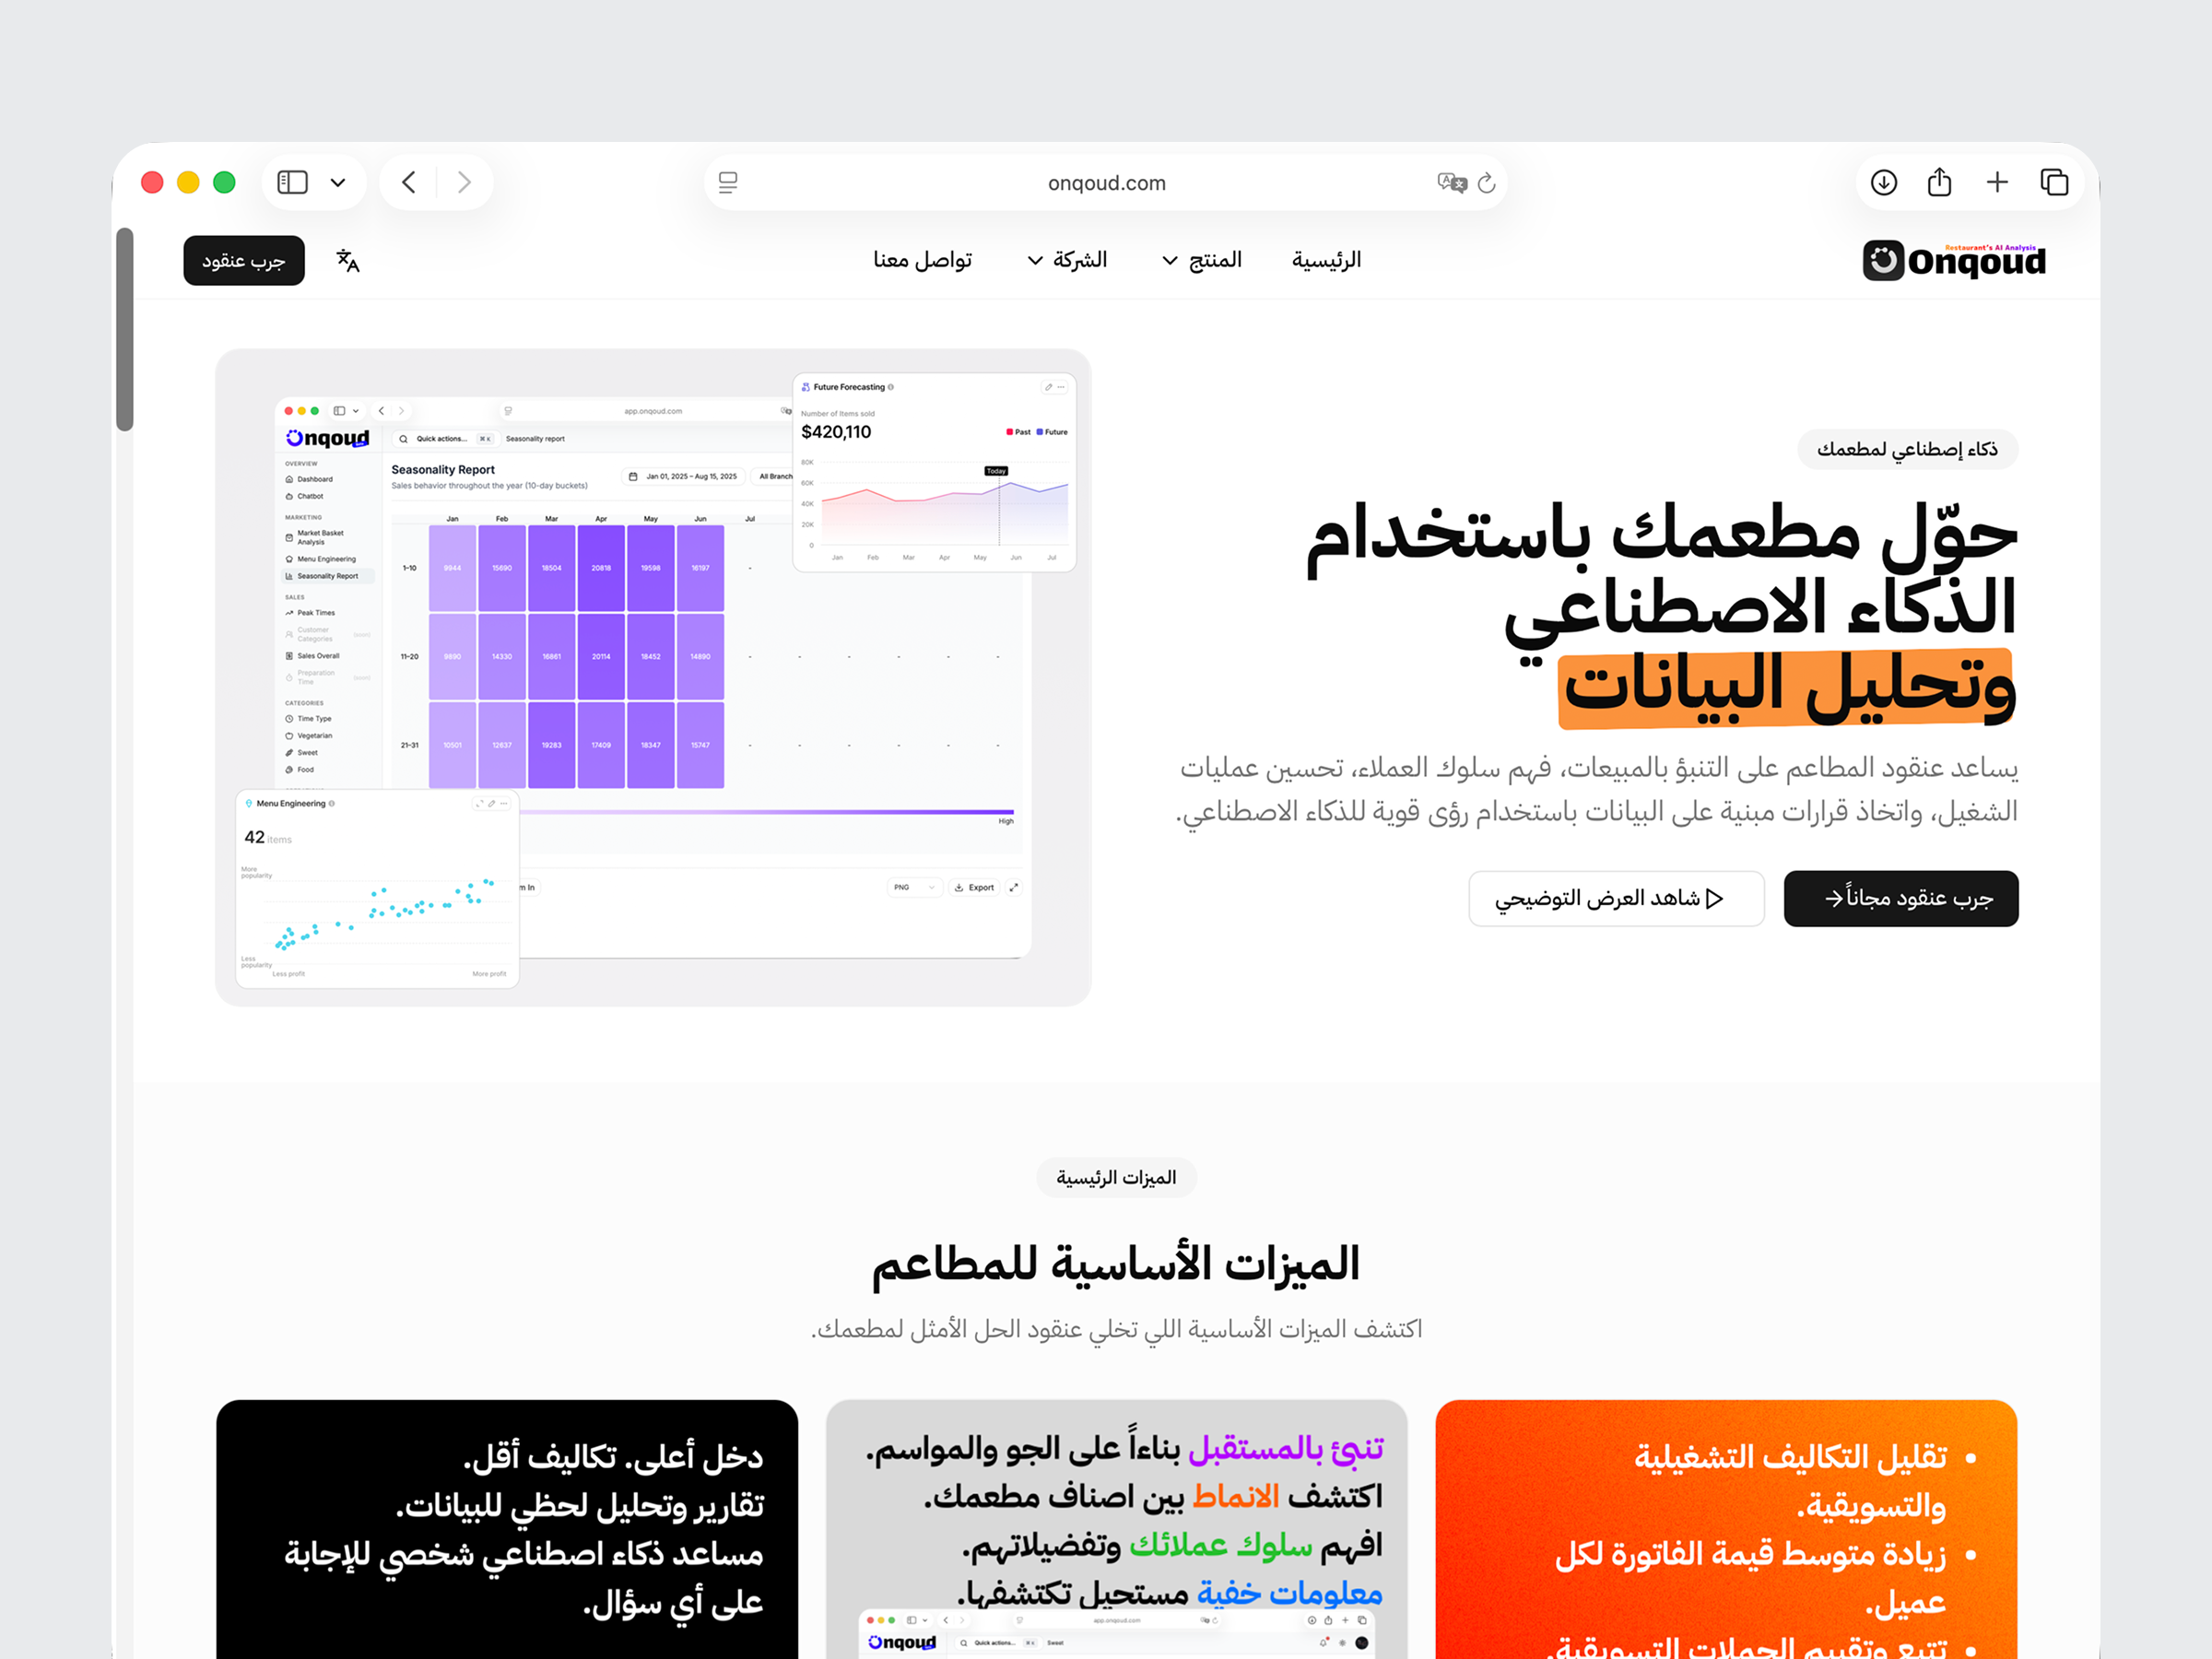 onqoud.com
Restaurant's AI Analysis
Onqoud
الرئيسية
المنتج
الشركة
تواصل معنا
جرب عنقود
ذكاء إصطناعي لمطعمك
حوّل مطعمك باستخدام
الذكاء الاصطناعي
وتحليل البيانات
يساعد عنقود المطاعم على التنبؤ بالمبيعات، فهم سلوك العملاء، تحسين عمليات
الشغيل، واتخاذ قرارات مبنية على البيانات باستخدام رؤى قوية للذكاء الاصطناعي.
جرب عنقود مجاناً
شاهد العرض التوضيحي
app.onqoud.com
Onqoud
Quick actions...
⌘ K
Seasonality report
OVERVIEW
Dashboard
Chatbot
MARKETING
Market Basket
Analysis
Menu Engineering
Seasonality Report
SALES
Peak Times
Customer
Categories
(soon)
Sales Overall
Preparation
Time
(soon)
CATEGORIES
Time Type
Vegetarian
Sweet
Food
Seasonality Report
Sales behavior throughout the year (10-day buckets)
Jan 01, 2025 - Aug 15, 2025
All Branch
Jan Feb Mar Apr May Jun Jul
1-10 9944 15690 18504 20818 19598 16197 -
11-20 9890 14330 16861 20114 18452 14890 - - - - - -
21-31 10501 12637 19283 17409 18347 15747 - - - - - -
High
m In
PNG
Export
Future Forecasting
Number of Items sold
$420,110
Past Future
80K
Today
60K
40K
20K
0
Jan Feb Mar Apr May Jun Jul
Menu Engineering
42 items
More
popularity
Less
popularity
Less profit
More profit
الميزات الرئيسية
الميزات الأساسية للمطاعم
اكتشف الميزات الأساسية اللي تخلي عنقود الحل الأمثل لمطعمك.
• تقليل التكاليف التشغيلية
والتسويقية.
• زيادة متوسط قيمة الفاتورة لكل
عميل.
• تتبع وتقييم الحملات التسويقية.
تنبئ بالمستقبل بناءاً على الجو والمواسم.
اكتشف الانماط بين اصناف مطعمك.
افهم سلوك عملائك وتفضيلاتهم.
معلومات خفية مستحيل تكتشفها.
app.onqoud.com
Onqoud
Quick actions...
⌘ K
Sweet
دخل أعلى. تكاليف أقل.
تقارير وتحليل لحظي للبيانات.
مساعد ذكاء اصطناعي شخصي للإجابة
على أي سؤال.